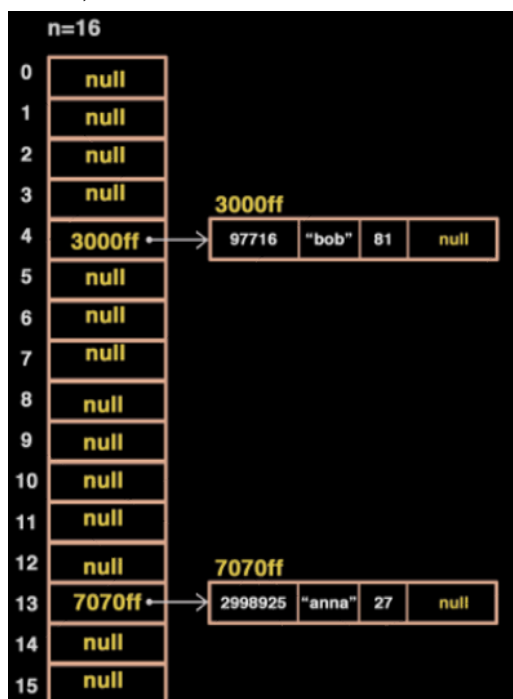 n=16
0 null
1 null
2 null
3 null
3000ff
4 3000ff 97716 "bob" 81 null
5 null
6 null
7 null
8 null
9 null
10 null
11 null
12 null
7070ff
13 7070ff 2998925 "anna" 27 null
14 null
15 null